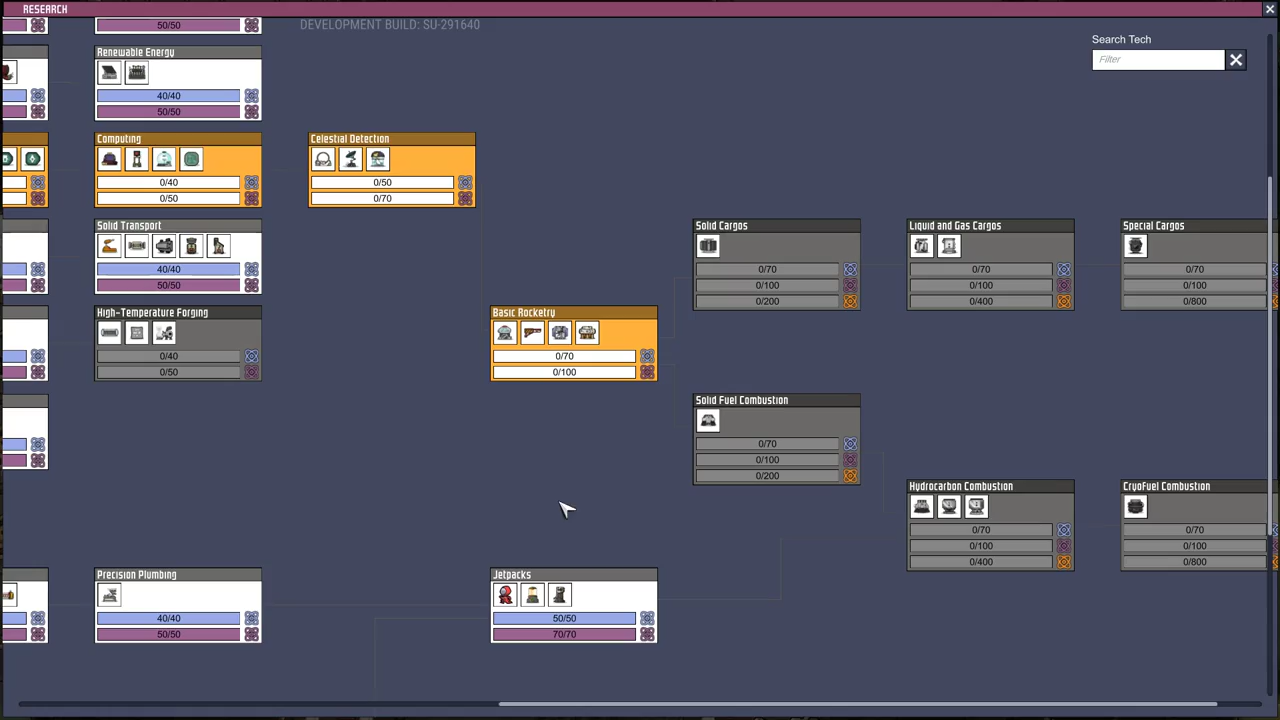 RESEARCH
DEVELOPMENT BUILD: SU-291640
50/50
Search Tech
Filter
Renewable Energy
40/40
50/50
Computing
0/40
0/50
Celestial Detection
0/50
0/70
Solid Transport
40/40
50/50
Solid Cargos
0/70
0/100
0/200
Liquid and Gas Cargos
0/70
0/100
0/400
Special Cargos
0/70
0/100
0/800
High-Temperature Forging
0/40
0/50
Basic Rocketry
0/70
0/100
Solid Fuel Combustion
0/70
0/100
0/200
Hydrocarbon Combustion
0/70
0/100
0/400
CryoFuel Combustion
0/70
0/100
0/800
Precision Plumbing
40/40
50/50
Jetpacks
50/50
70/70